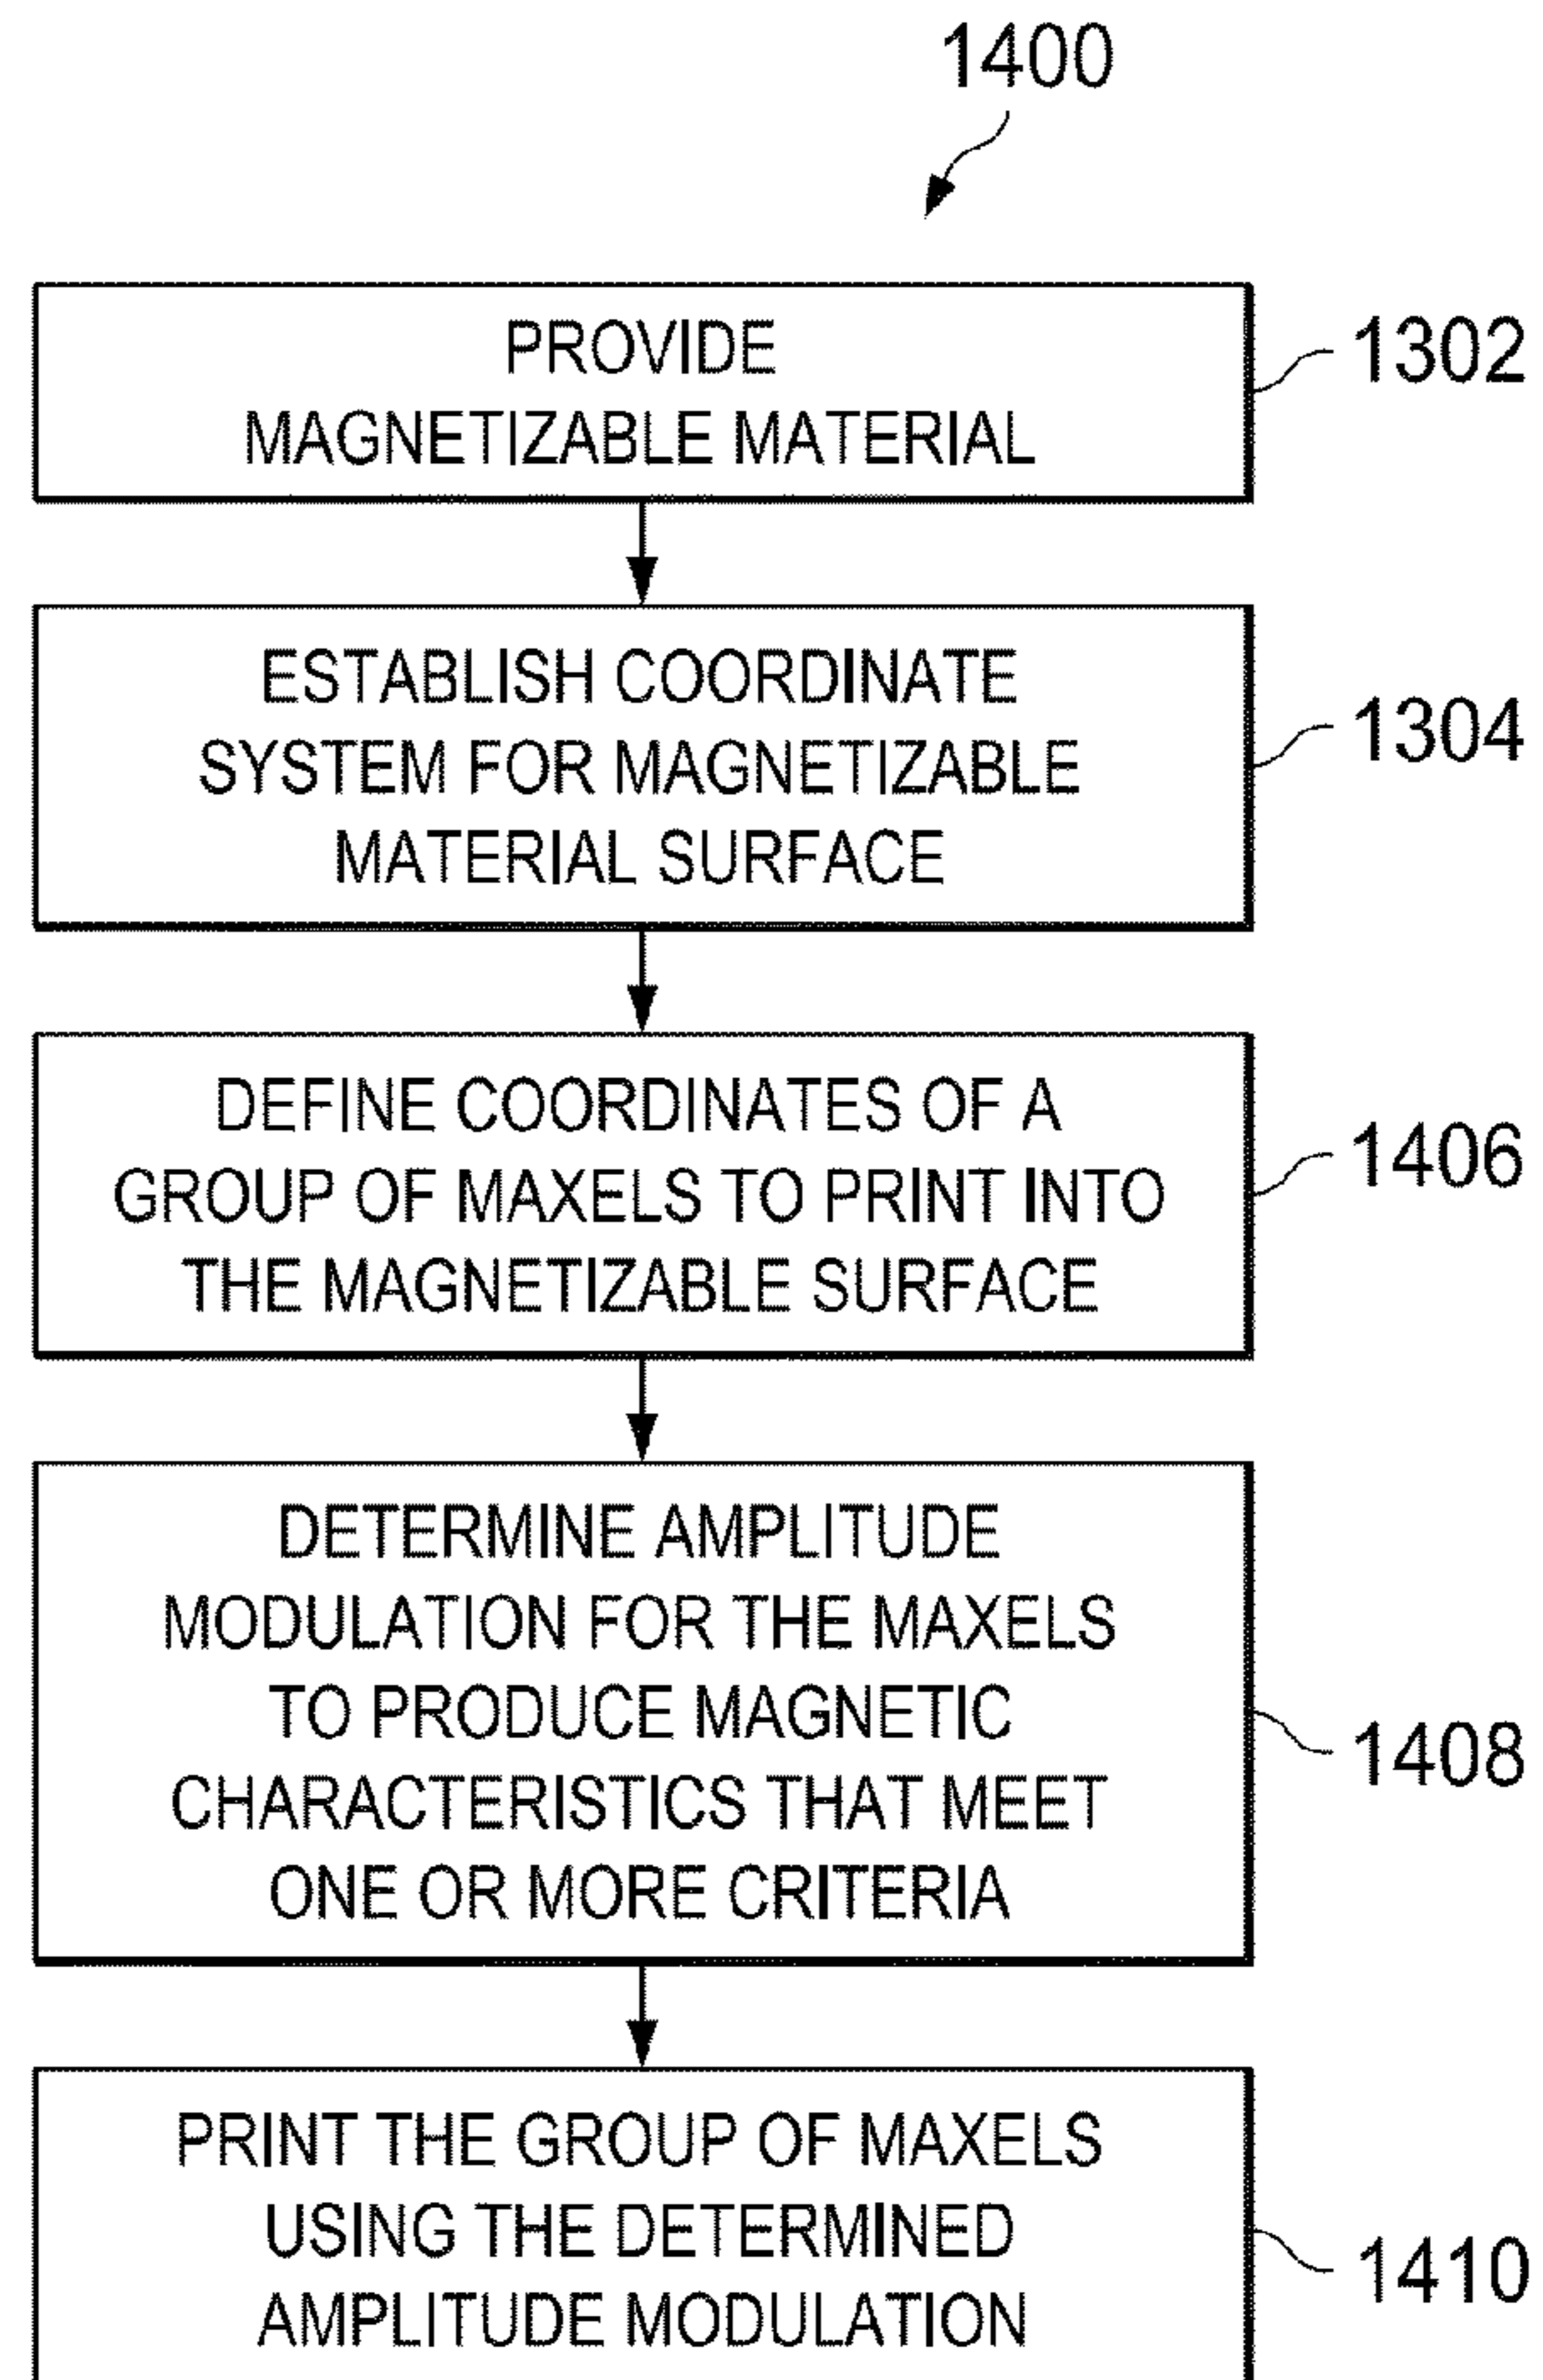 1400
PROVIDE
MAGNETIZABLE MATERIAL
1302
ESTABLISH COORDINATE
SYSTEM FOR MAGNETIZABLE
MATERIAL SURFACE
1304
DEFINE COORDINATES OF A
GROUP OF MAXELS TO PRINT INTO
THE MAGNETIZABLE SURFACE
1406
DETERMINE AMPLITUDE
MODULATION FOR THE MAXELS
TO PRODUCE MAGNETIC
CHARACTERISTICS THAT MEET
ONE OR MORE CRITERIA
1408
PRINT THE GROUP OF MAXELS
USING THE DETERMINED
AMPLITUDE MODULATION
1410